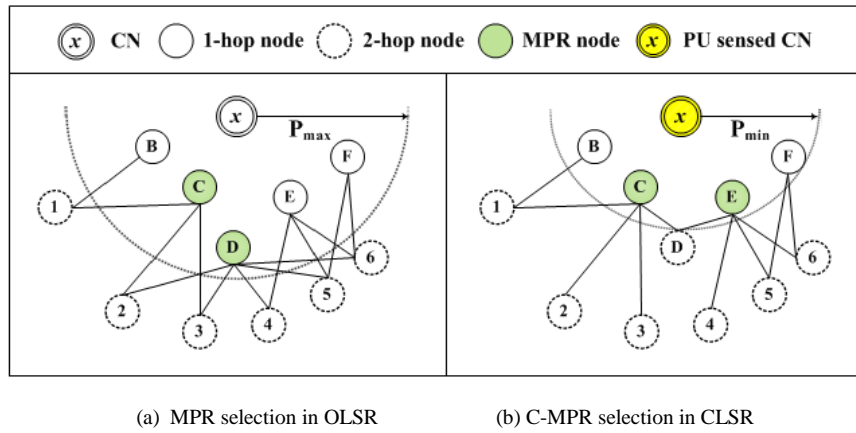 x CN 1-hop node 2-hop node MPR node x PU sensed CN
x
Pmax
B
F
C
E
1
D
6
5
2
4
3
x
Pmin
B
F
C
E
1
D
6
5
2
3
4
(a) MPR selection in OLSR
(b) C-MPR selection in CLSR